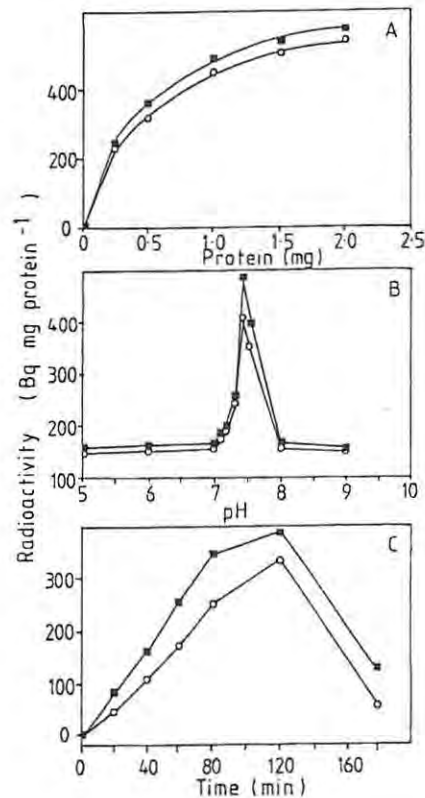 A
400
200
0
0 0·5 1·0 1·5 2·0 2·5
Protein (mg)
B
400
300
200
100
5 6 7 8 9 10
pH
C
300
200
100
0
0 40 80 120 160
Time (min)
Radioactivity (Bq mg protein⁻¹)